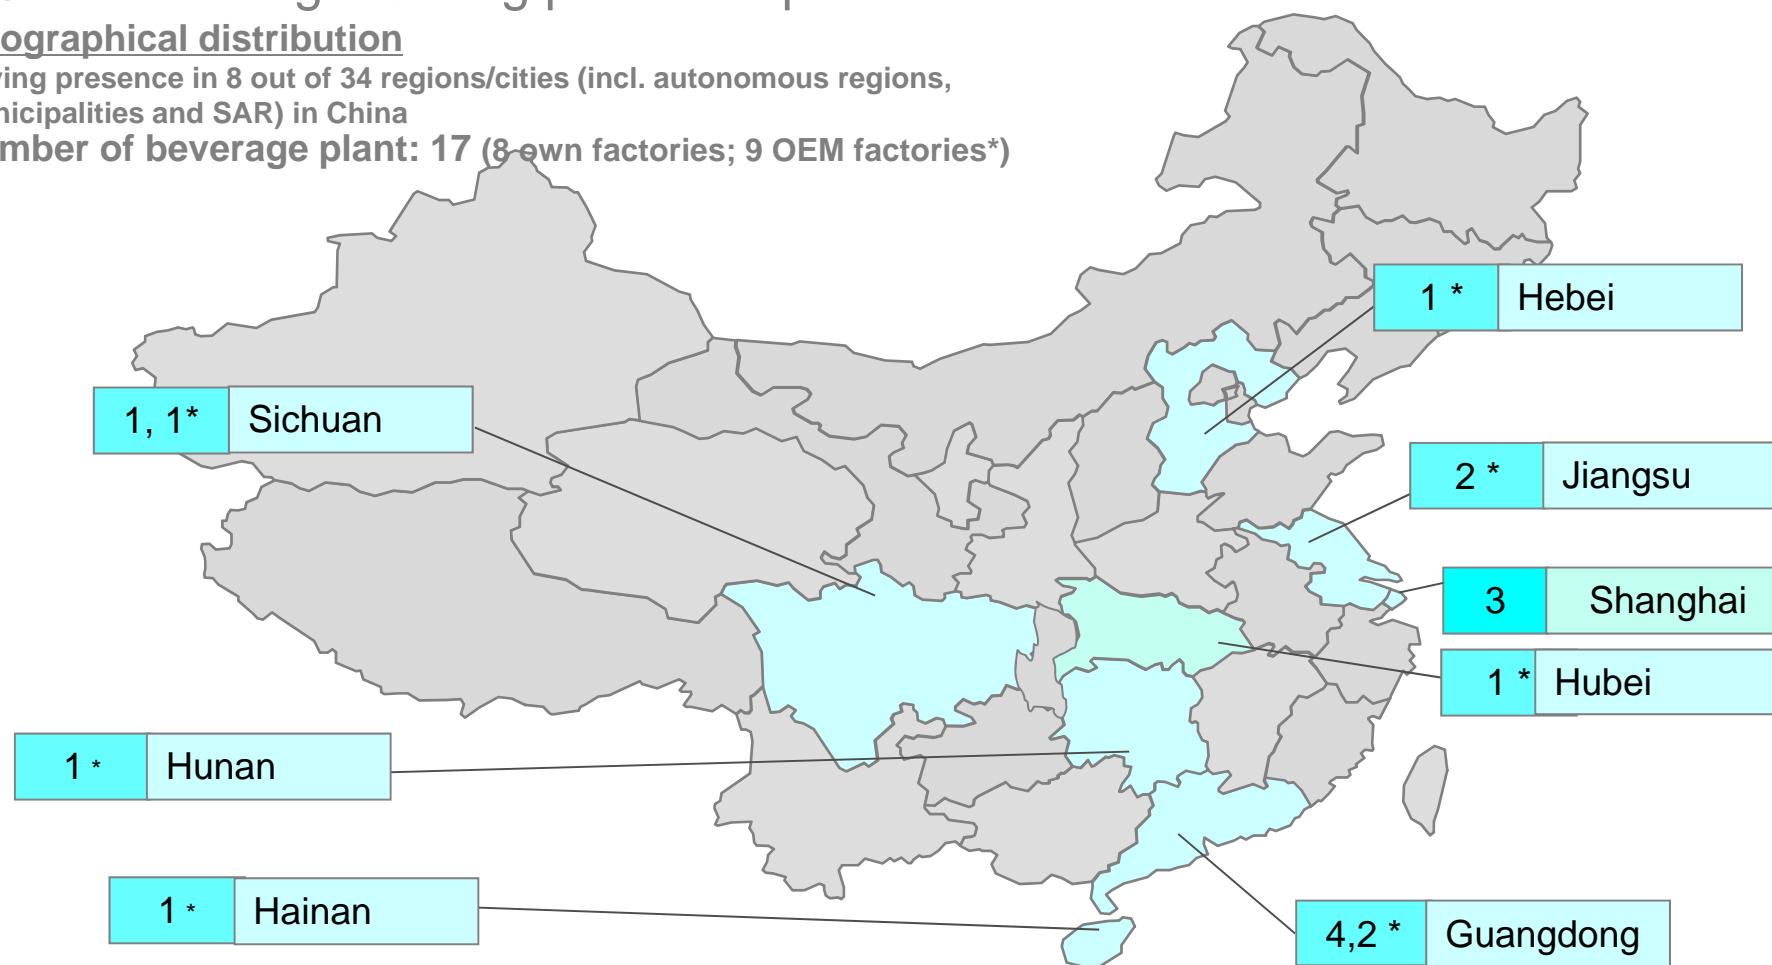 ographical distribution
ing presence in 8 out of 34 regions/cities (incl. autonomous regions,
nicipalities and SAR) in China
mber of beverage plant: 17 (8 own factories; 9 OEM factories*)
1 * Hebei
1, 1* Sichuan
2 * Jiangsu
3 Shanghai
1 * Hubei
1 * Hunan
1 * Hainan
4,2 * Guangdong